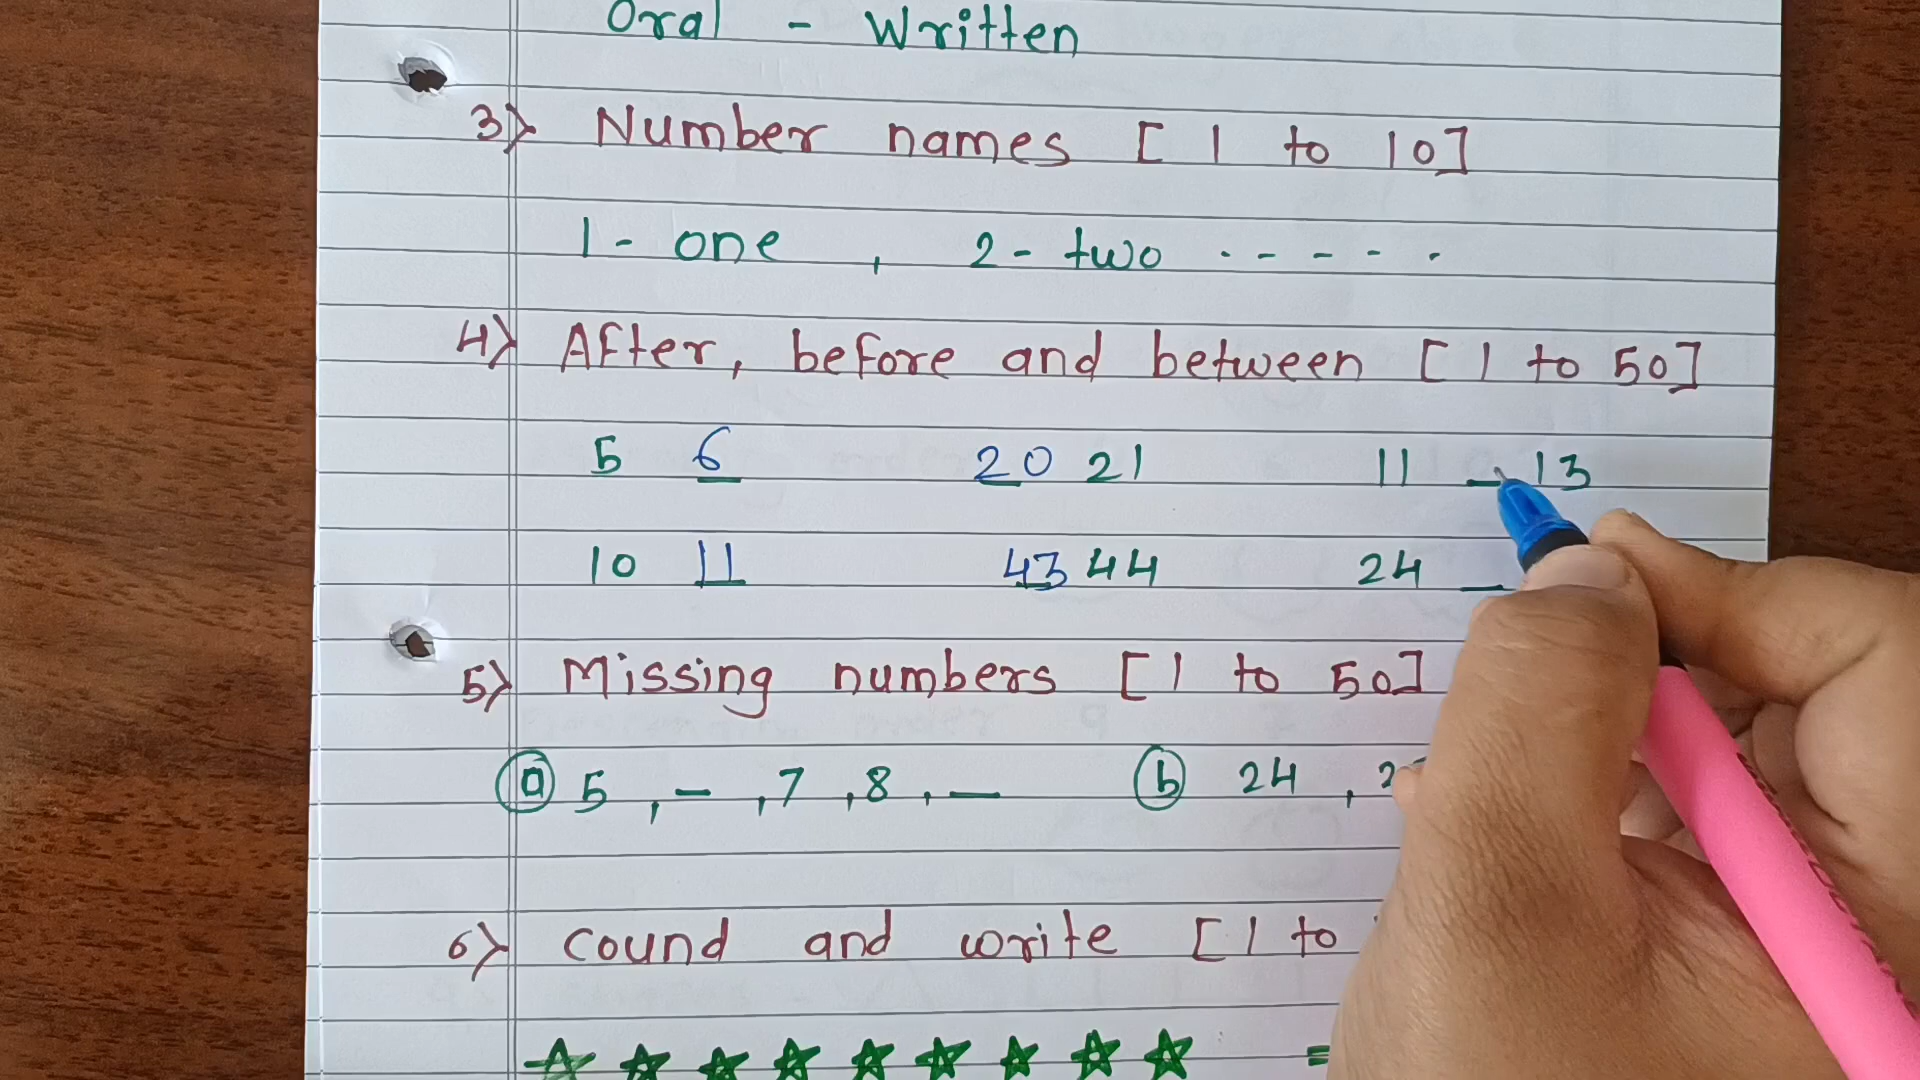 Oral - Written
3) Number names [ 1 to 10]
1 - one , 2 - two . - - - .
4) After, before and between [ 1 to 50]
5 6 20 21 11 _ 13
10 11 43 44 24 _
5) Missing numbers [ 1 to 50]
a 5 , _ , 7 , 8 , _ b 24 ,
6) cound and write [ 1 to
=